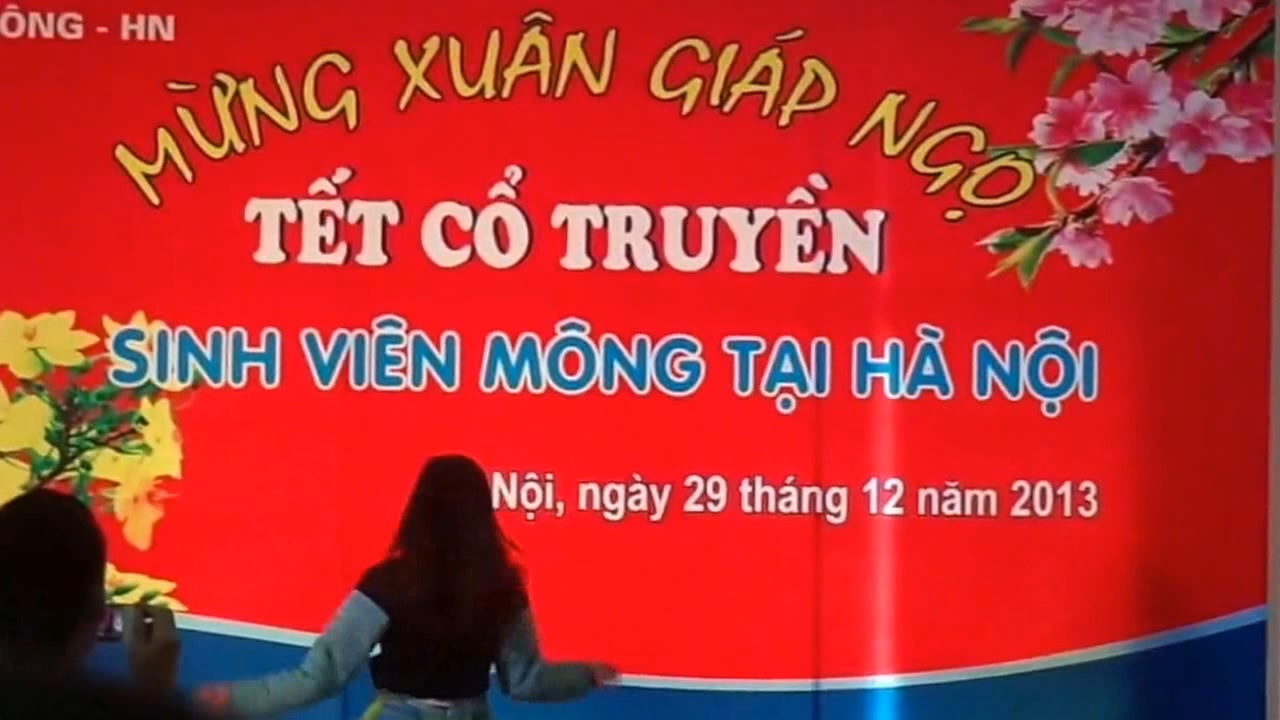 ÔNG - HN
MỪNG XUÂN GIÁP NGỌ
TẾT CỔ TRUYỀN
SINH VIÊN MÔNG TẠI HÀ NỘI
Nội, ngày 29 tháng 12 năm 2013